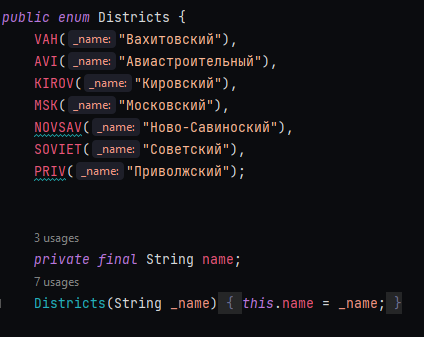 public enum Districts {
VAH( _name: "Вахитовский"),
AVI( _name: "Авиастроительный"),
KIROV( _name: "Кировский"),
MSK( _name: "Московский"),
NOVSAV( _name: "Ново-Савиноский"),
SOVIET( _name: "Советский"),
PRIV( _name: "Приволжский");
3 usages
private final String name;
7 usages
Districts(String _name) { this.name = _name; }